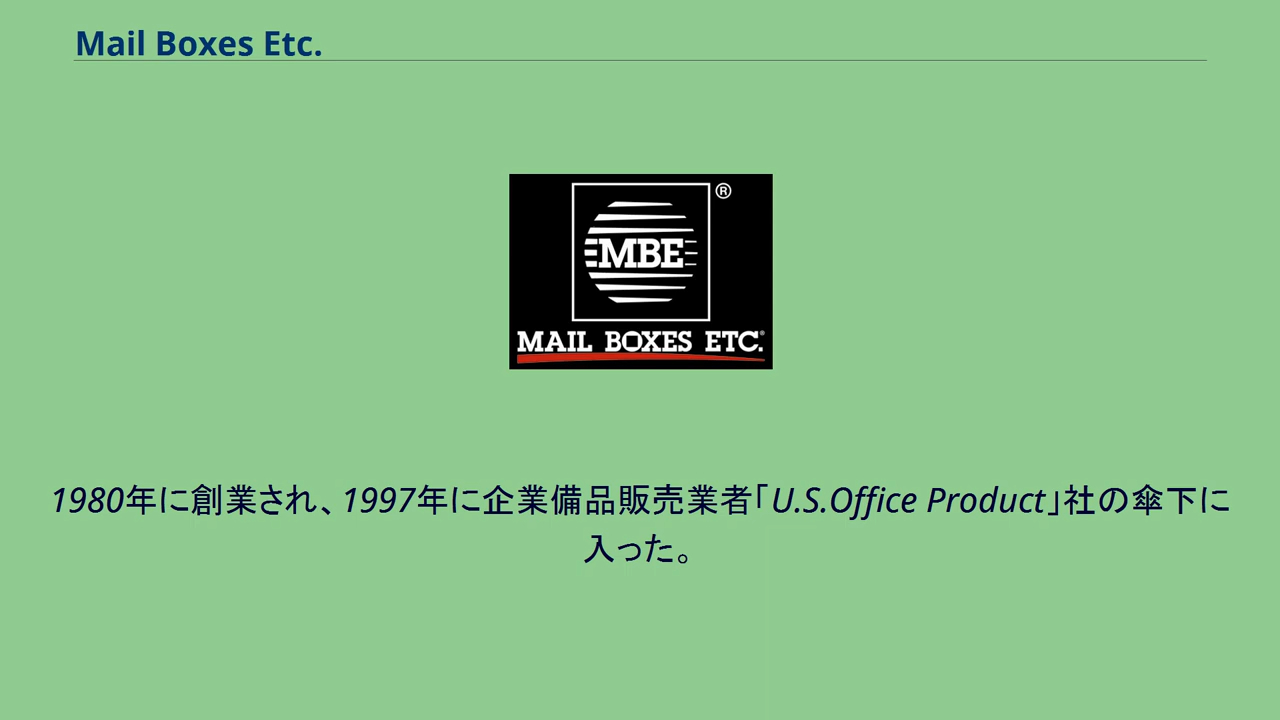 Mail Boxes Etc.
®
MBE
MAIL BOXES ETC.®
1980年に創業され、1997年に企業備品販売業者「U.S.Office Product」社の傘下に
入った。